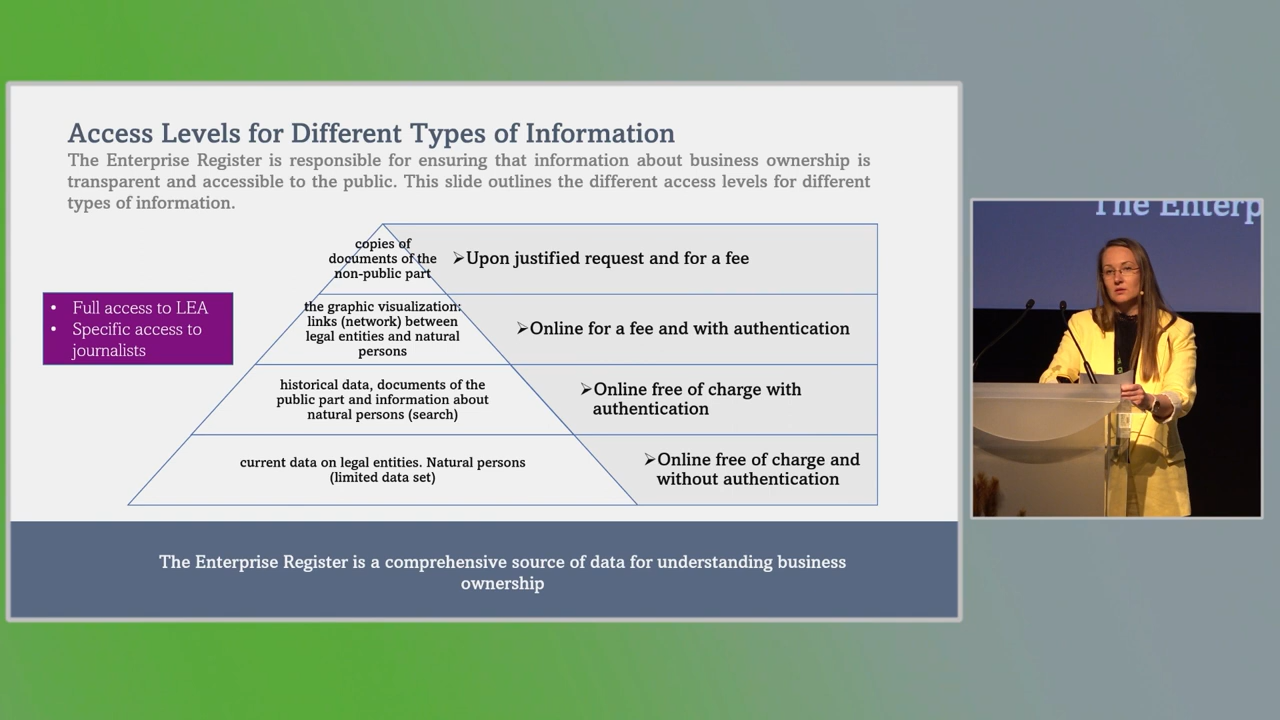 Access Levels for Different Types of Information
The Enterprise Register is responsible for ensuring that information about business ownership is
transparent and accessible to the public. This slide outlines the different access levels for different
types of information.
copies of
documents of the
non-public part
➢Upon justified request and for a fee
• Full access to LEA
• Specific access to
journalists
the graphic visualization:
links (network) between
legal entities and natural
persons
➢Online for a fee and with authentication
historical data, documents of the
public part and information about
natural persons (search)
➢Online free of charge with
authentication
current data on legal entities. Natural persons
(limited data set)
➢Online free of charge and
without authentication
The Enterprise Register is a comprehensive source of data for understanding business
ownership
The Enterp